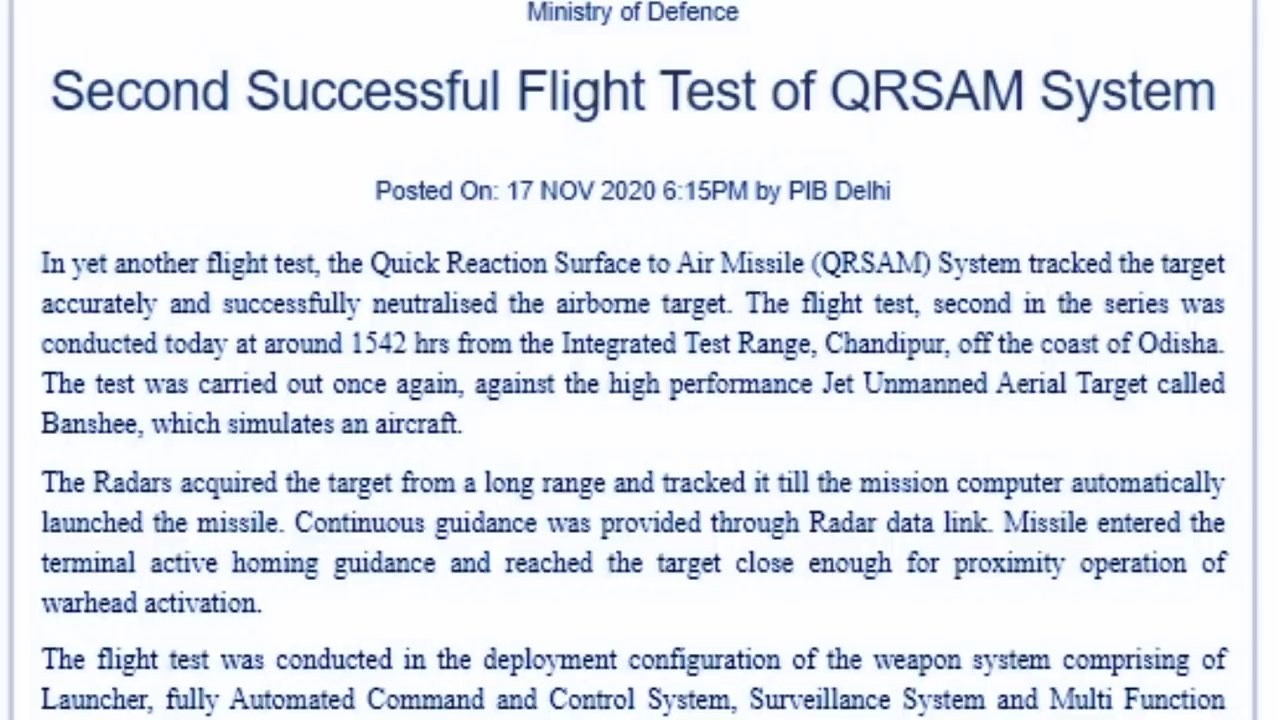 Ministry of Defence
Second Successful Flight Test of QRSAM System
Posted On: 17 NOV 2020 6:15PM by PIB Delhi
In yet another flight test, the Quick Reaction Surface to Air Missile (QRSAM) System tracked the target
accurately and successfully neutralised the airborne target. The flight test, second in the series was
conducted today at around 1542 hrs from the Integrated Test Range, Chandipur, off the coast of Odisha.
The test was carried out once again, against the high performance Jet Unmanned Aerial Target called
Banshee, which simulates an aircraft.
The Radars acquired the target from a long range and tracked it till the mission computer automatically
launched the missile. Continuous guidance was provided through Radar data link. Missile entered the
terminal active homing guidance and reached the target close enough for proximity operation of
warhead activation.
The flight test was conducted in the deployment configuration of the weapon system comprising of
Launcher, fully Automated Command and Control System, Surveillance System and Multi Function